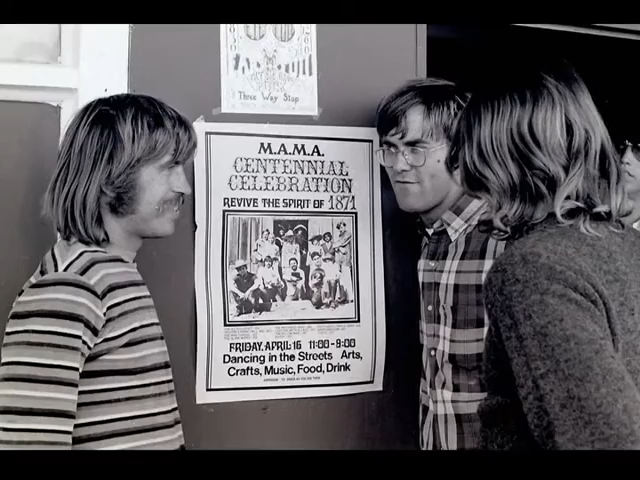 Three Way Stop
M.A.M.A.
CENTENNIAL
CELEBRATION
REVIVE THE SPIRIT OF 1871
FRIDAY, APRIL 16 11:00-9:00
Dancing in the Streets Arts,
Crafts, Music, Food, Drink